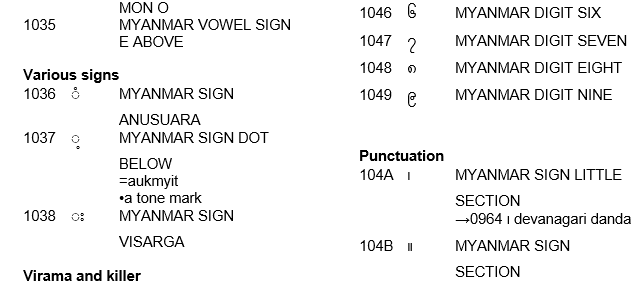 MON O
1035 MYANMAR VOWEL SIGN
E ABOVE
Various signs
1036 ံ MYANMAR SIGN
ANUSUARA
1037 ့ MYANMAR SIGN DOT
BELOW
=aukmyit
•a tone mark
1038 း MYANMAR SIGN
VISARGA
Virama and killer
1046 ၆ MYANMAR DIGIT SIX
1047 ၇ MYANMAR DIGIT SEVEN
1048 ၈ MYANMAR DIGIT EIGHT
1049 ၉ MYANMAR DIGIT NINE
Punctuation
104A ၊ MYANMAR SIGN LITTLE
SECTION
→0964 ၊ devanagari danda
104B ။ MYANMAR SIGN
SECTION